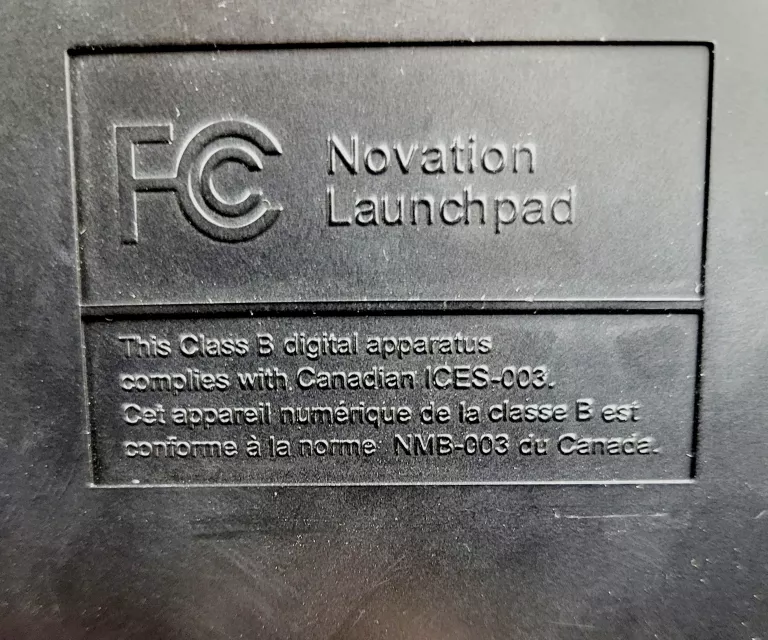 FCC
Novation
Launchpad
This Class B digital apparatus
complies with Canadian ICES-003.
Cet appareil numérique de la classe B est
conforme à la norme NMB-003 du Canada.